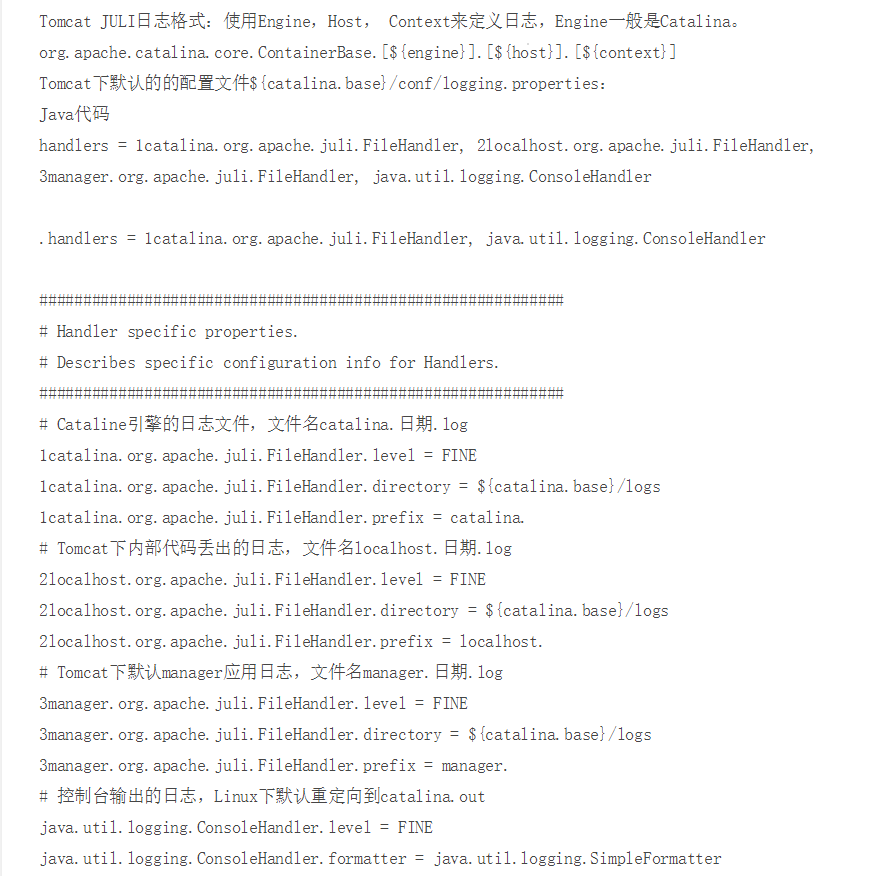 Tomcat JULI日志格式：使用Engine，Host， Context来定义日志，Engine一般是Catalina。
org.apache.catalina.core.ContainerBase.[${engine}].[${host}].[${context}]
Tomcat下默认的的配置文件${catalina.base}/conf/logging.properties：
Java代码
handlers = 1catalina.org.apache.juli.FileHandler, 2localhost.org.apache.juli.FileHandler,
3manager.org.apache.juli.FileHandler, java.util.logging.ConsoleHandler
.handlers = 1catalina.org.apache.juli.FileHandler, java.util.logging.ConsoleHandler
############################################################
# Handler specific properties.
# Describes specific configuration info for Handlers.
############################################################
# Cataline引擎的日志文件，文件名catalina.日期.log
1catalina.org.apache.juli.FileHandler.level = FINE
1catalina.org.apache.juli.FileHandler.directory = ${catalina.base}/logs
1catalina.org.apache.juli.FileHandler.prefix = catalina.
# Tomcat下内部代码丢出的日志，文件名localhost.日期.log
2localhost.org.apache.juli.FileHandler.level = FINE
2localhost.org.apache.juli.FileHandler.directory = ${catalina.base}/logs
2localhost.org.apache.juli.FileHandler.prefix = localhost.
# Tomcat下默认manager应用日志，文件名manager.日期.log
3manager.org.apache.juli.FileHandler.level = FINE
3manager.org.apache.juli.FileHandler.directory = ${catalina.base}/logs
3manager.org.apache.juli.FileHandler.prefix = manager.
# 控制台输出的日志，Linux下默认重定向到catalina.out
java.util.logging.ConsoleHandler.level = FINE
java.util.logging.ConsoleHandler.formatter = java.util.logging.SimpleFormatter